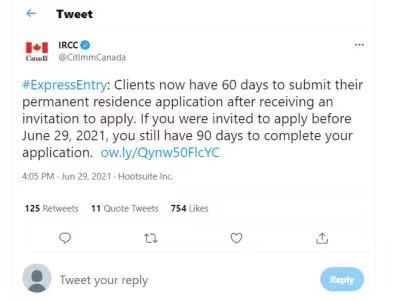 Tweet
IRCC
Canada
@CitImmCanada
#ExpressEntry: Clients now have 60 days to submit their
permanent residence application after receiving an
invitation to apply. If you were invited to apply before
June 29, 2021, you still have 90 days to complete your
application. ow.ly/Qynw50FlcYC
4:05 PM · Jun 29, 2021 · Hootsuite Inc.
125 Retweets 11 Quote Tweets 754 Likes
Tweet your reply
Reply